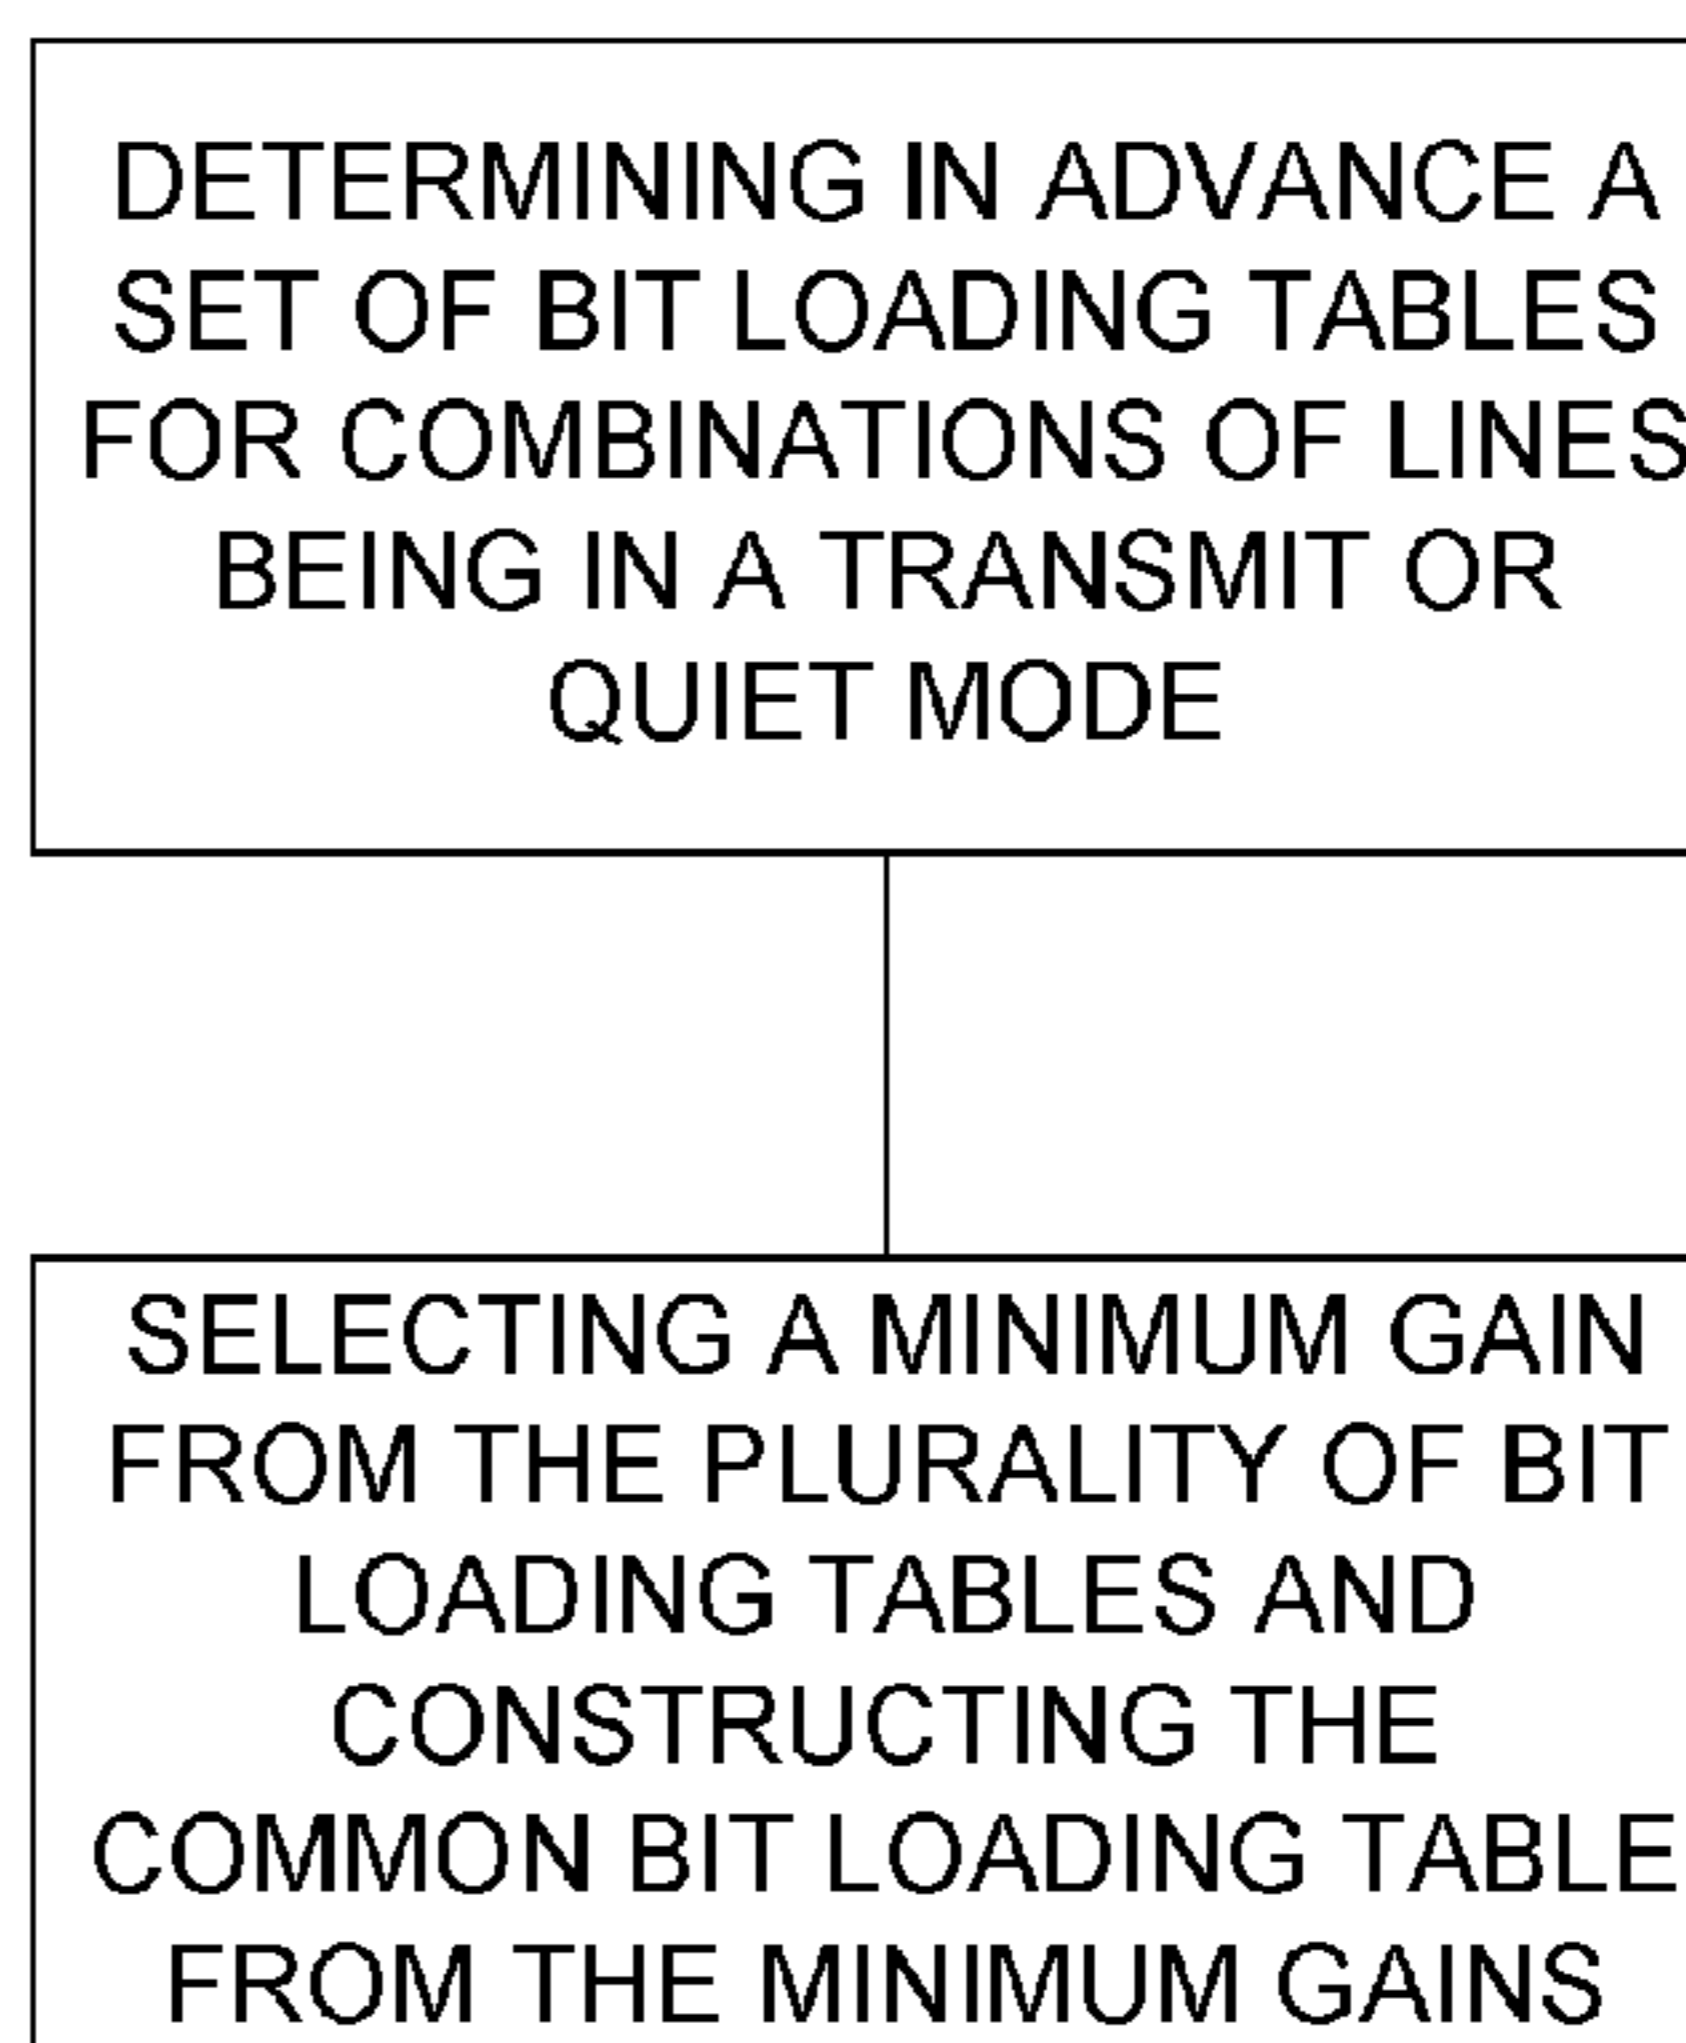 DETERMINING IN ADVANCE A
SET OF BIT LOADING TABLES
FOR COMBINATIONS OF LINES
BEING IN A TRANSMIT OR
QUIET MODE
SELECTING A MINIMUM GAIN
FROM THE PLURALITY OF BIT
LOADING TABLES AND
CONSTRUCTING THE
COMMON BIT LOADING TABLE
FROM THE MINIMUM GAINS